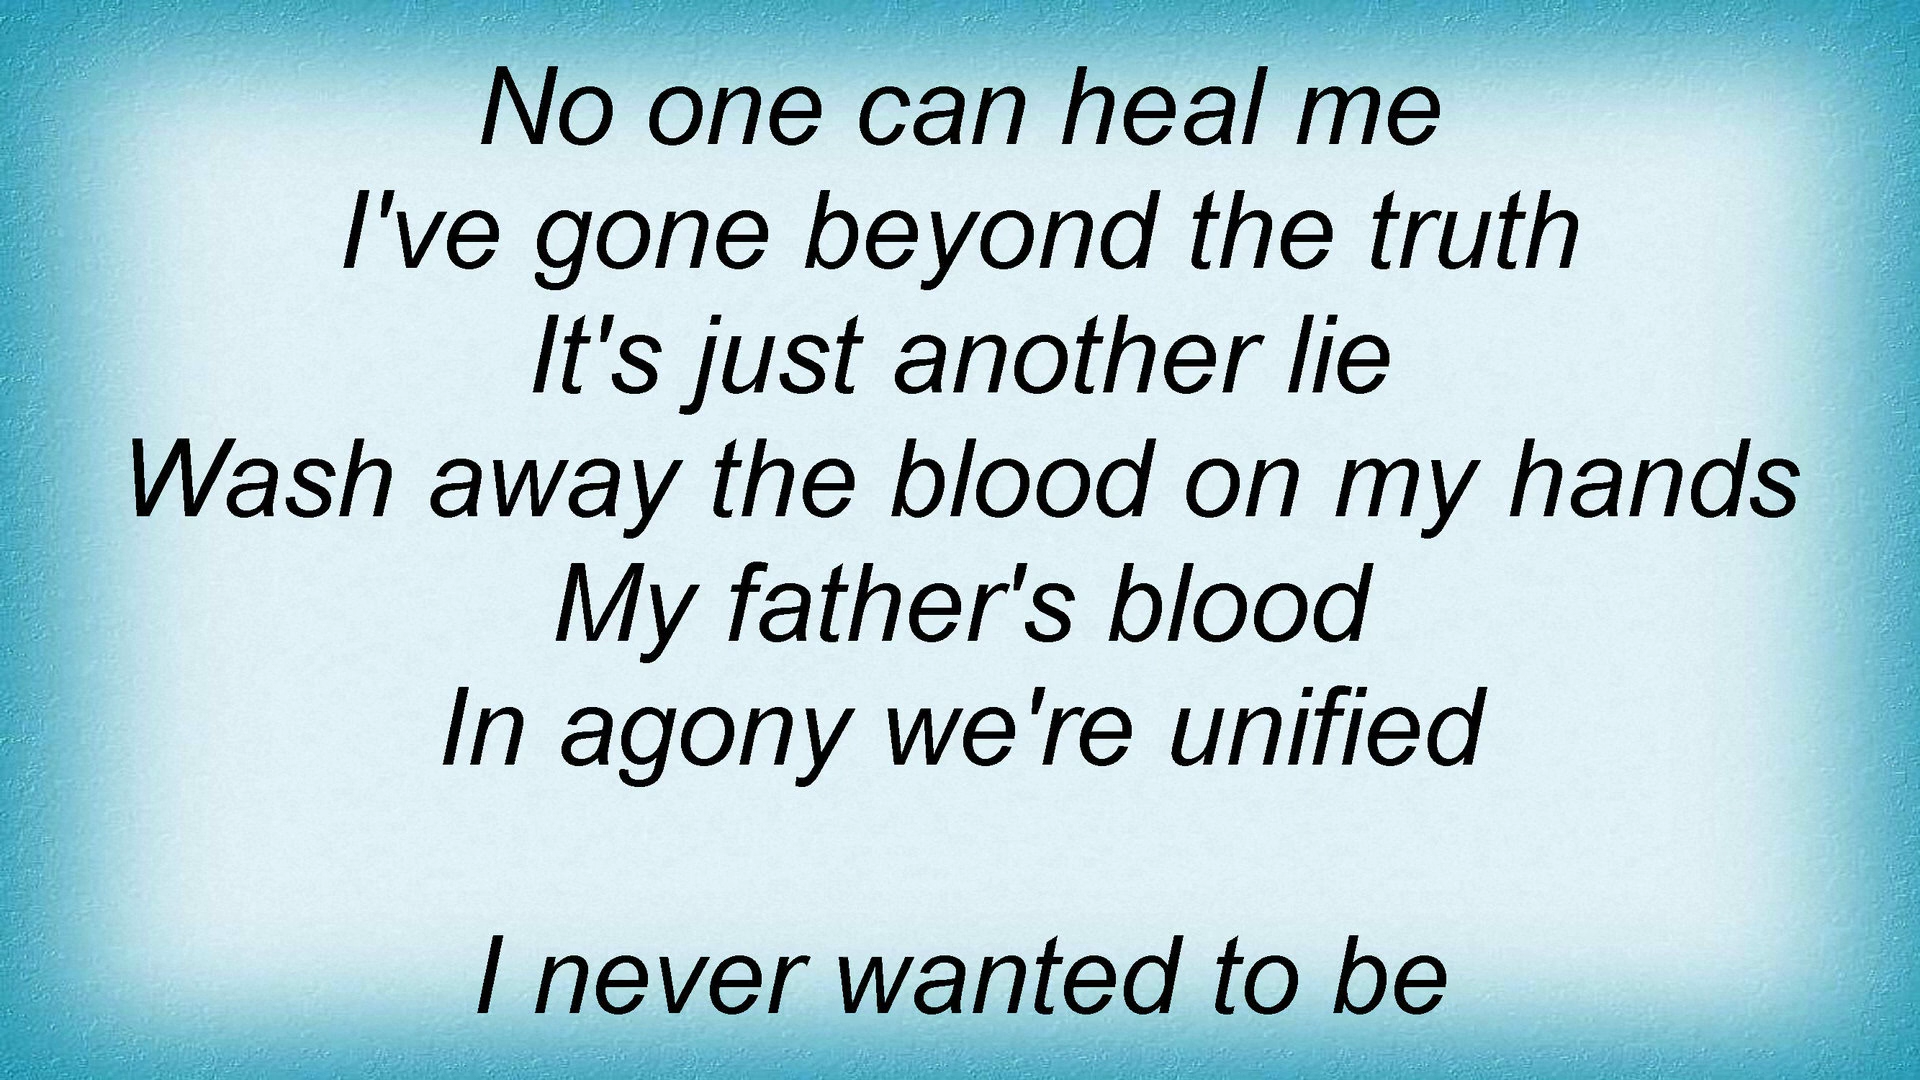 No one can heal me
I've gone beyond the truth
It's just another lie
Wash away the blood on my hands
My father's blood
In agony we're unified
I never wanted to be